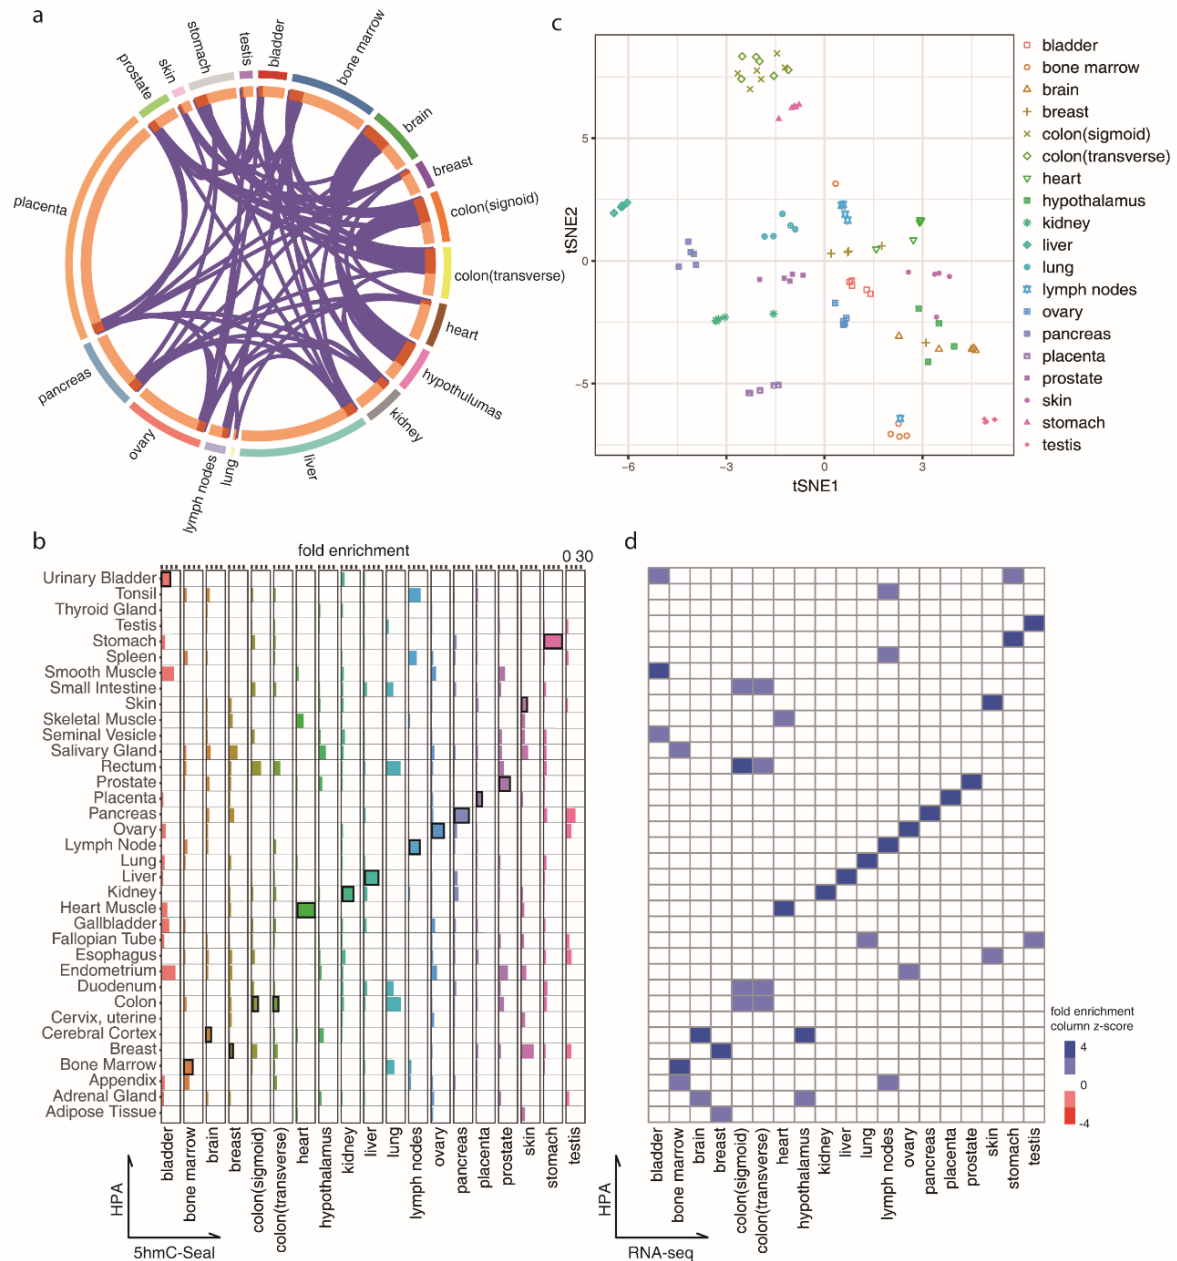 a
prostate
skin
stomach
testis
bladder
bone marrow
brain
breast
colon(signoid)
colon(transverse)
heart
hypothulumas
kidney
liver
lung
lymph nodes
ovary
pancreas
placenta
c
5
0
−5
−6
−3
0
3
tSNE2
tSNE1
bladder
bone marrow
brain
breast
colon(sigmoid)
colon(transverse)
heart
hypothalamus
kidney
liver
lung
lymph nodes
ovary
pancreas
placenta
prostate
skin
stomach
testis
b
fold enrichment
0 30
Urinary Bladder
Tonsil
Thyroid Gland
Testis
Stomach
Spleen
Smooth Muscle
Small Intestine
Skin
Skeletal Muscle
Seminal Vesicle
Salivary Gland
Rectum
Prostate
Placenta
Pancreas
Ovary
Lymph Node
Lung
Liver
Kidney
Heart Muscle
Gallbladder
Fallopian Tube
Esophagus
Endometrium
Duodenum
Colon
Cervix, uterine
Cerebral Cortex
Breast
Bone Marrow
Appendix
Adrenal Gland
Adipose Tissue
bladder
bone marrow
brain
breast
colon(sigmoid)
colon(transverse)
heart
hypothalamus
kidney
liver
lung
lymph nodes
ovary
pancreas
placenta
prostate
skin
stomach
testis
HPA
5hmC-Seal
d
fold enrichment
column z-score
4
0
-4
bladder
bone marrow
brain
breast
colon(sigmoid)
colon(transverse)
heart
hypothalamus
kidney
liver
lung
lymph nodes
ovary
pancreas
placenta
prostate
skin
stomach
testis
HPA
RNA-seq